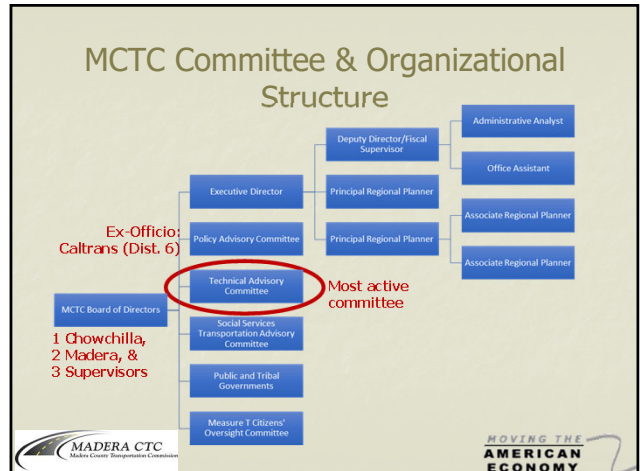 MCTC Committee & Organizational
Structure
Administrative Analyst
Deputy Director/Fiscal
Supervisor
Office Assistant
Executive Director
Principal Regional Planner
Associate Regional Planner
Ex-Officio:
Caltrans (Dist. 6)
Policy Advisory Committee
Principal Regional Planner
Associate Regional Planner
Technical Advisory
Committee
Most active
committee
MCTC Board of Directors
1 Chowchilla,
2 Madera, &
3 Supervisors
Social Services
Transportation Advisory
Committee
Public and Tribal
Governments
Measure T Citizens'
Oversight Committee
MADERA CTC
Madera County Transportation Commission
MOVING THE
AMERICAN
ECONOMY